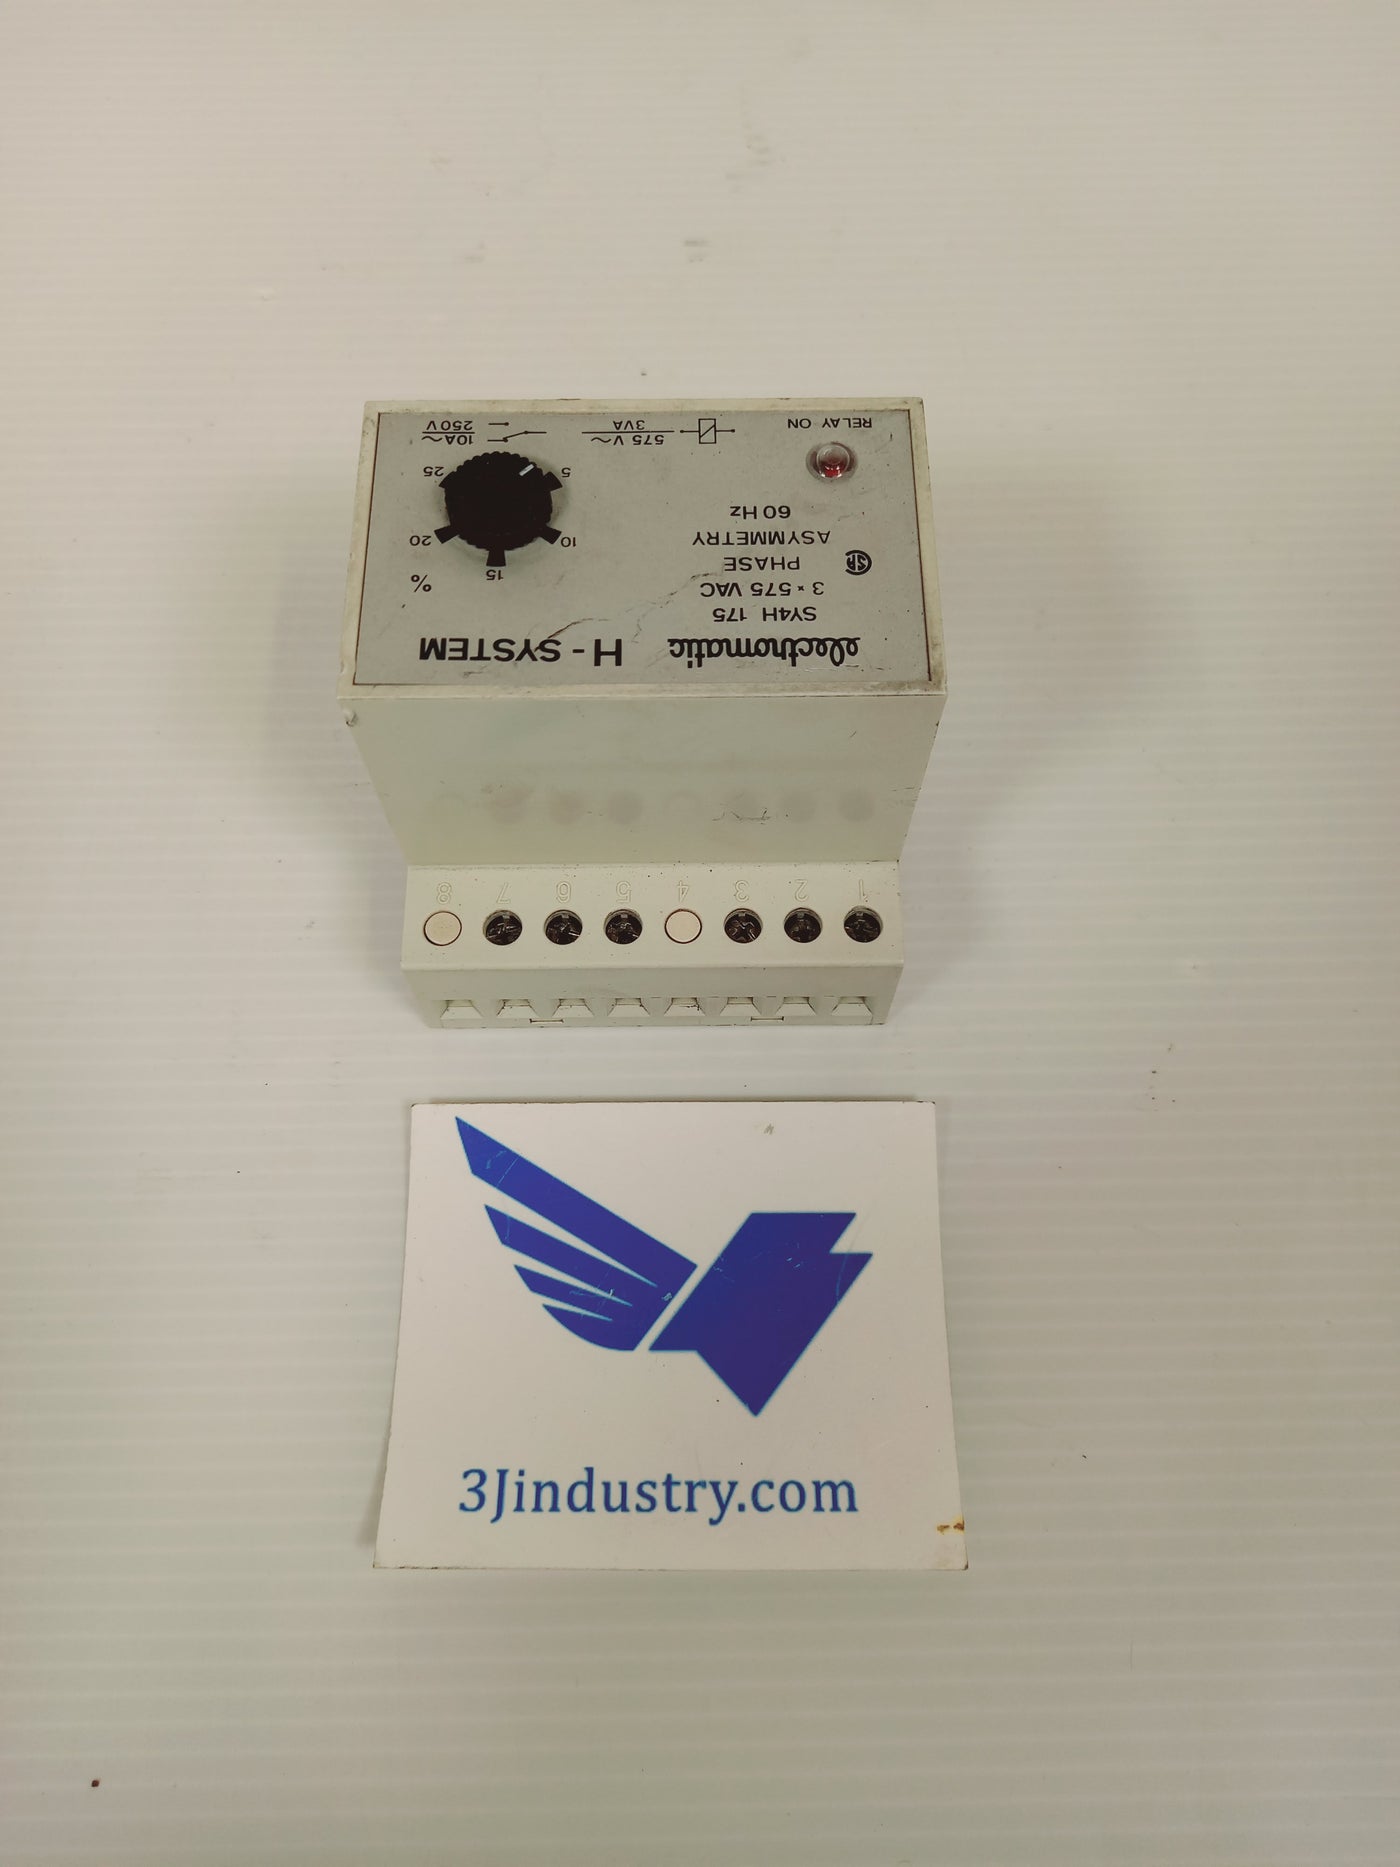 electromatic H-SYSTEM
SY4H 175
3 × 575 VAC
PHASE
ASYMMETRY
60 Hz
SA
%
5 10 15 20 25
RELAY ON
575 V~
3VA
10A~
250V
1 2 3 4 5 6 7 8
3Jindustry.com